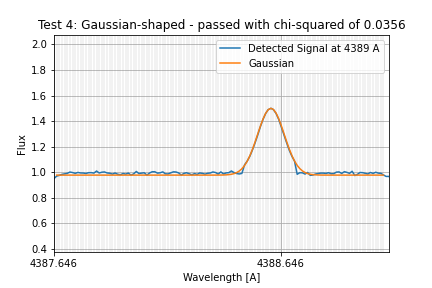 Test 4: Gaussian-shaped - passed with chi-squared of 0.0356
2.0
1.8
1.6
1.4
1.2
1.0
0.8
0.6
0.4
Flux
Detected Signal at 4389 A
Gaussian
4387.646
4388.646
Wavelength [A]